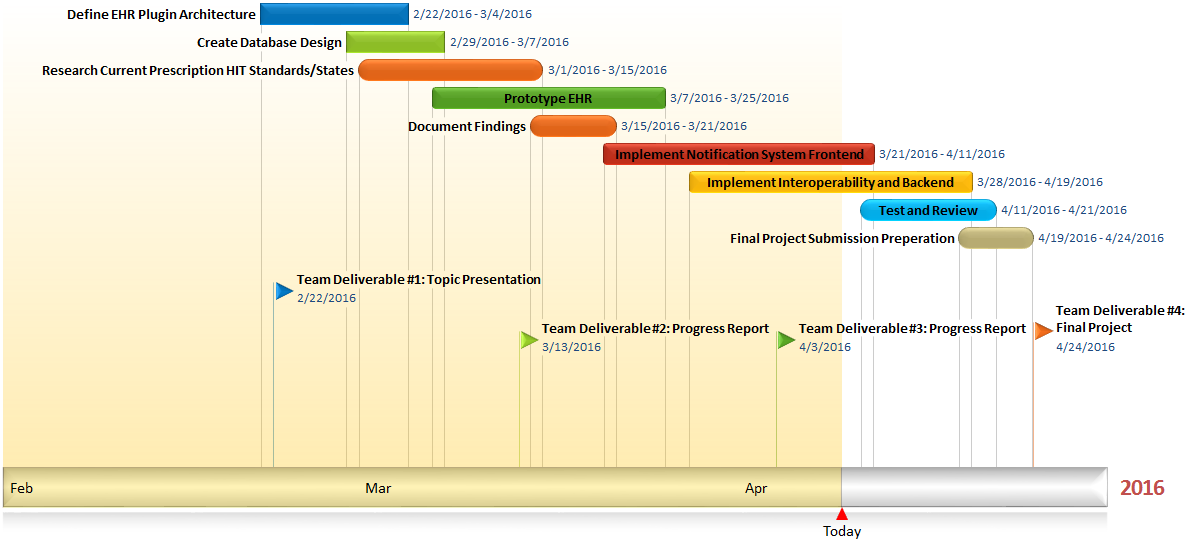 Define EHR Plugin Architecture 2/22/2016 - 3/4/2016
Create Database Design 2/29/2016 - 3/7/2016
Research Current Prescription HIT Standards/States 3/1/2016 - 3/15/2016
Prototype EHR 3/7/2016 - 3/25/2016
Document Findings 3/15/2016 - 3/21/2016
Implement Notification System Frontend 3/21/2016 - 4/11/2016
Implement Interoperability and Backend 3/28/2016 - 4/19/2016
Test and Review 4/11/2016 - 4/21/2016
Final Project Submission Preperation 4/19/2016 - 4/24/2016
Team Deliverable #1: Topic Presentation
2/22/2016
Team Deliverable #2: Progress Report
3/13/2016
Team Deliverable #3: Progress Report
4/3/2016
Team Deliverable #4:
Final Project
4/24/2016
Feb Mar Apr 2016
Today